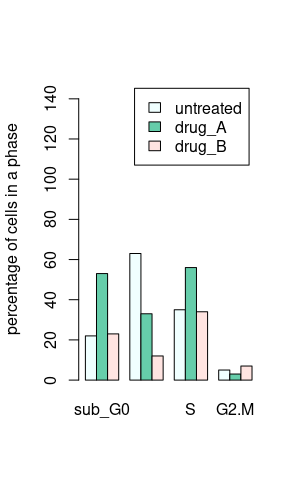 untreated
drug_A
drug_B
percentage of cells in a phase
140
120
100
80
60
40
20
0
sub_G0 S G2.M